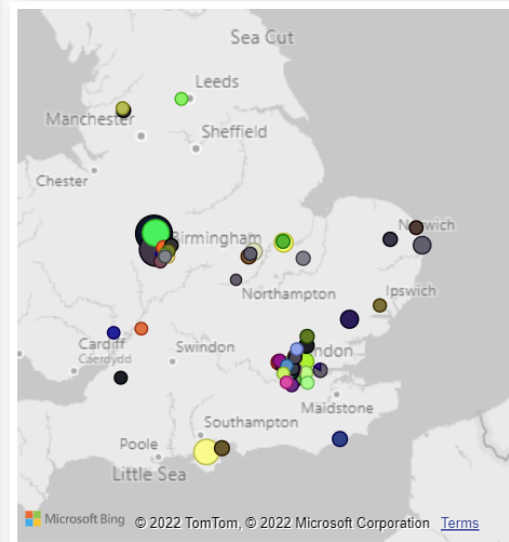 Sea Cut
Leeds
Manchester
Sheffield
Chester
Norwich
Birmingham
Northampton
Ipswich
Cardiff
Caerdydd
Swindon
Maidstone
Southampton
Poole
Little Sea
Microsoft Bing © 2022 TomTom, © 2022 Microsoft Corporation Terms